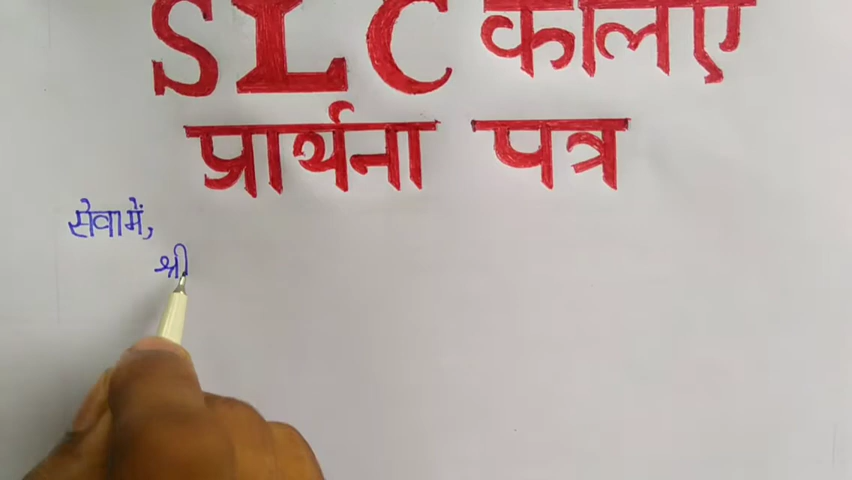 SLC के लिए
प्रार्थना पत्र
सेवा में,
श्री